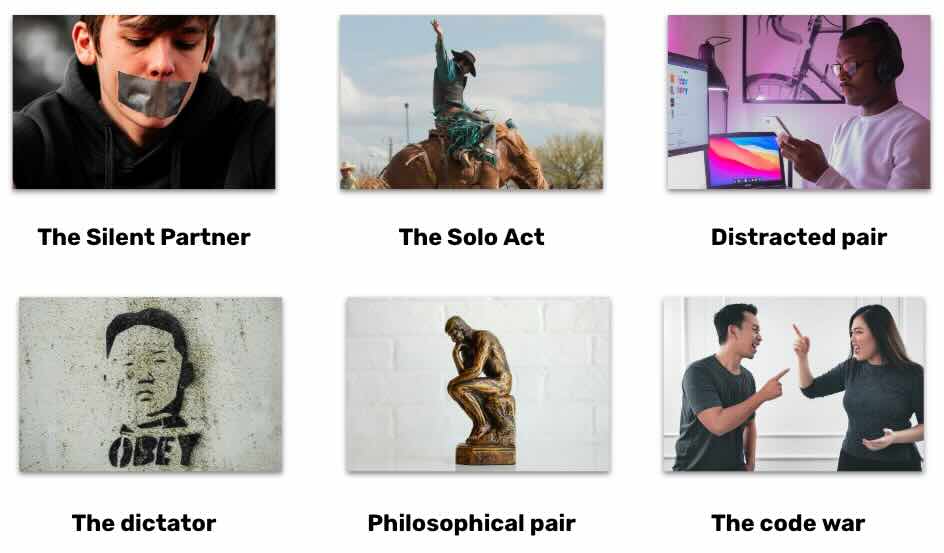 The Silent Partner
The Solo Act
Distracted pair
OBEY
The dictator
Philosophical pair
The code war